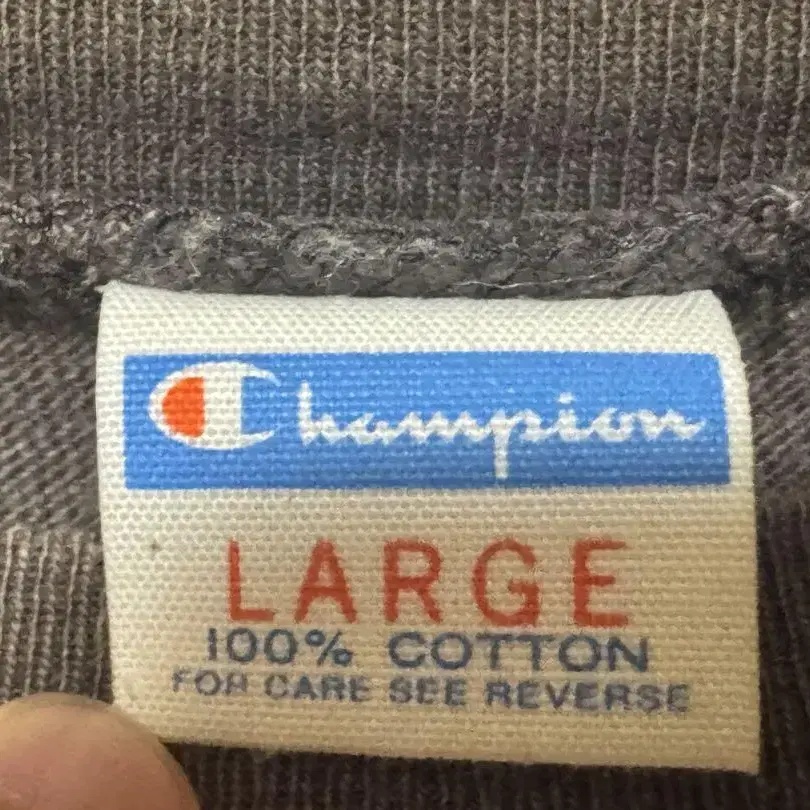 Champion
LARGE
100% COTTON
FOR CARE SEE REVERSE